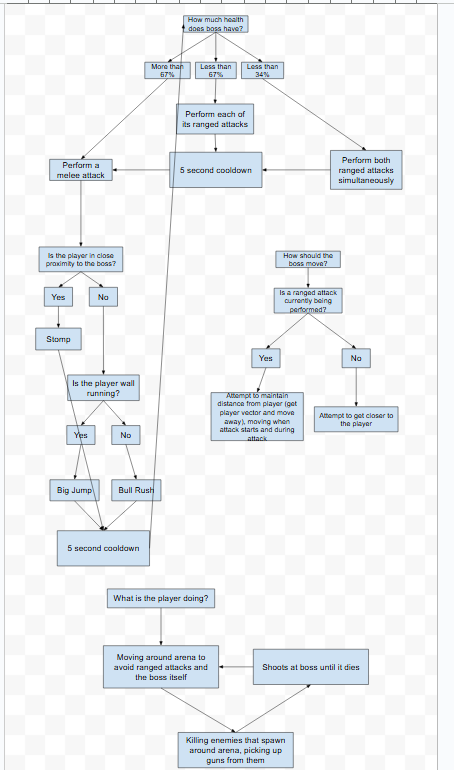 How much health
does boss have?
More than
67%
Less than
67%
Less than
34%
Perform each of
its ranged attacks
Perform a
melee attack
5 second cooldown
Perform both
ranged attacks
simultaneously
Is the player in close
proximity to the boss?
Yes
No
Stomp
Is the player wall
running?
Yes
No
Big Jump
Bull Rush
5 second cooldown
How should the
boss move?
Is a ranged attack
currently being
performed?
Yes
No
Attempt to maintain
distance from player (get
player vector and move
away), moving when
attack starts and during
attack
Attempt to get closer to
the player
What is the player doing?
Moving around arena to
avoid ranged attacks and
the boss itself
Shoots at boss until it dies
Killing enemies that spawn
around arena, picking up
guns from them